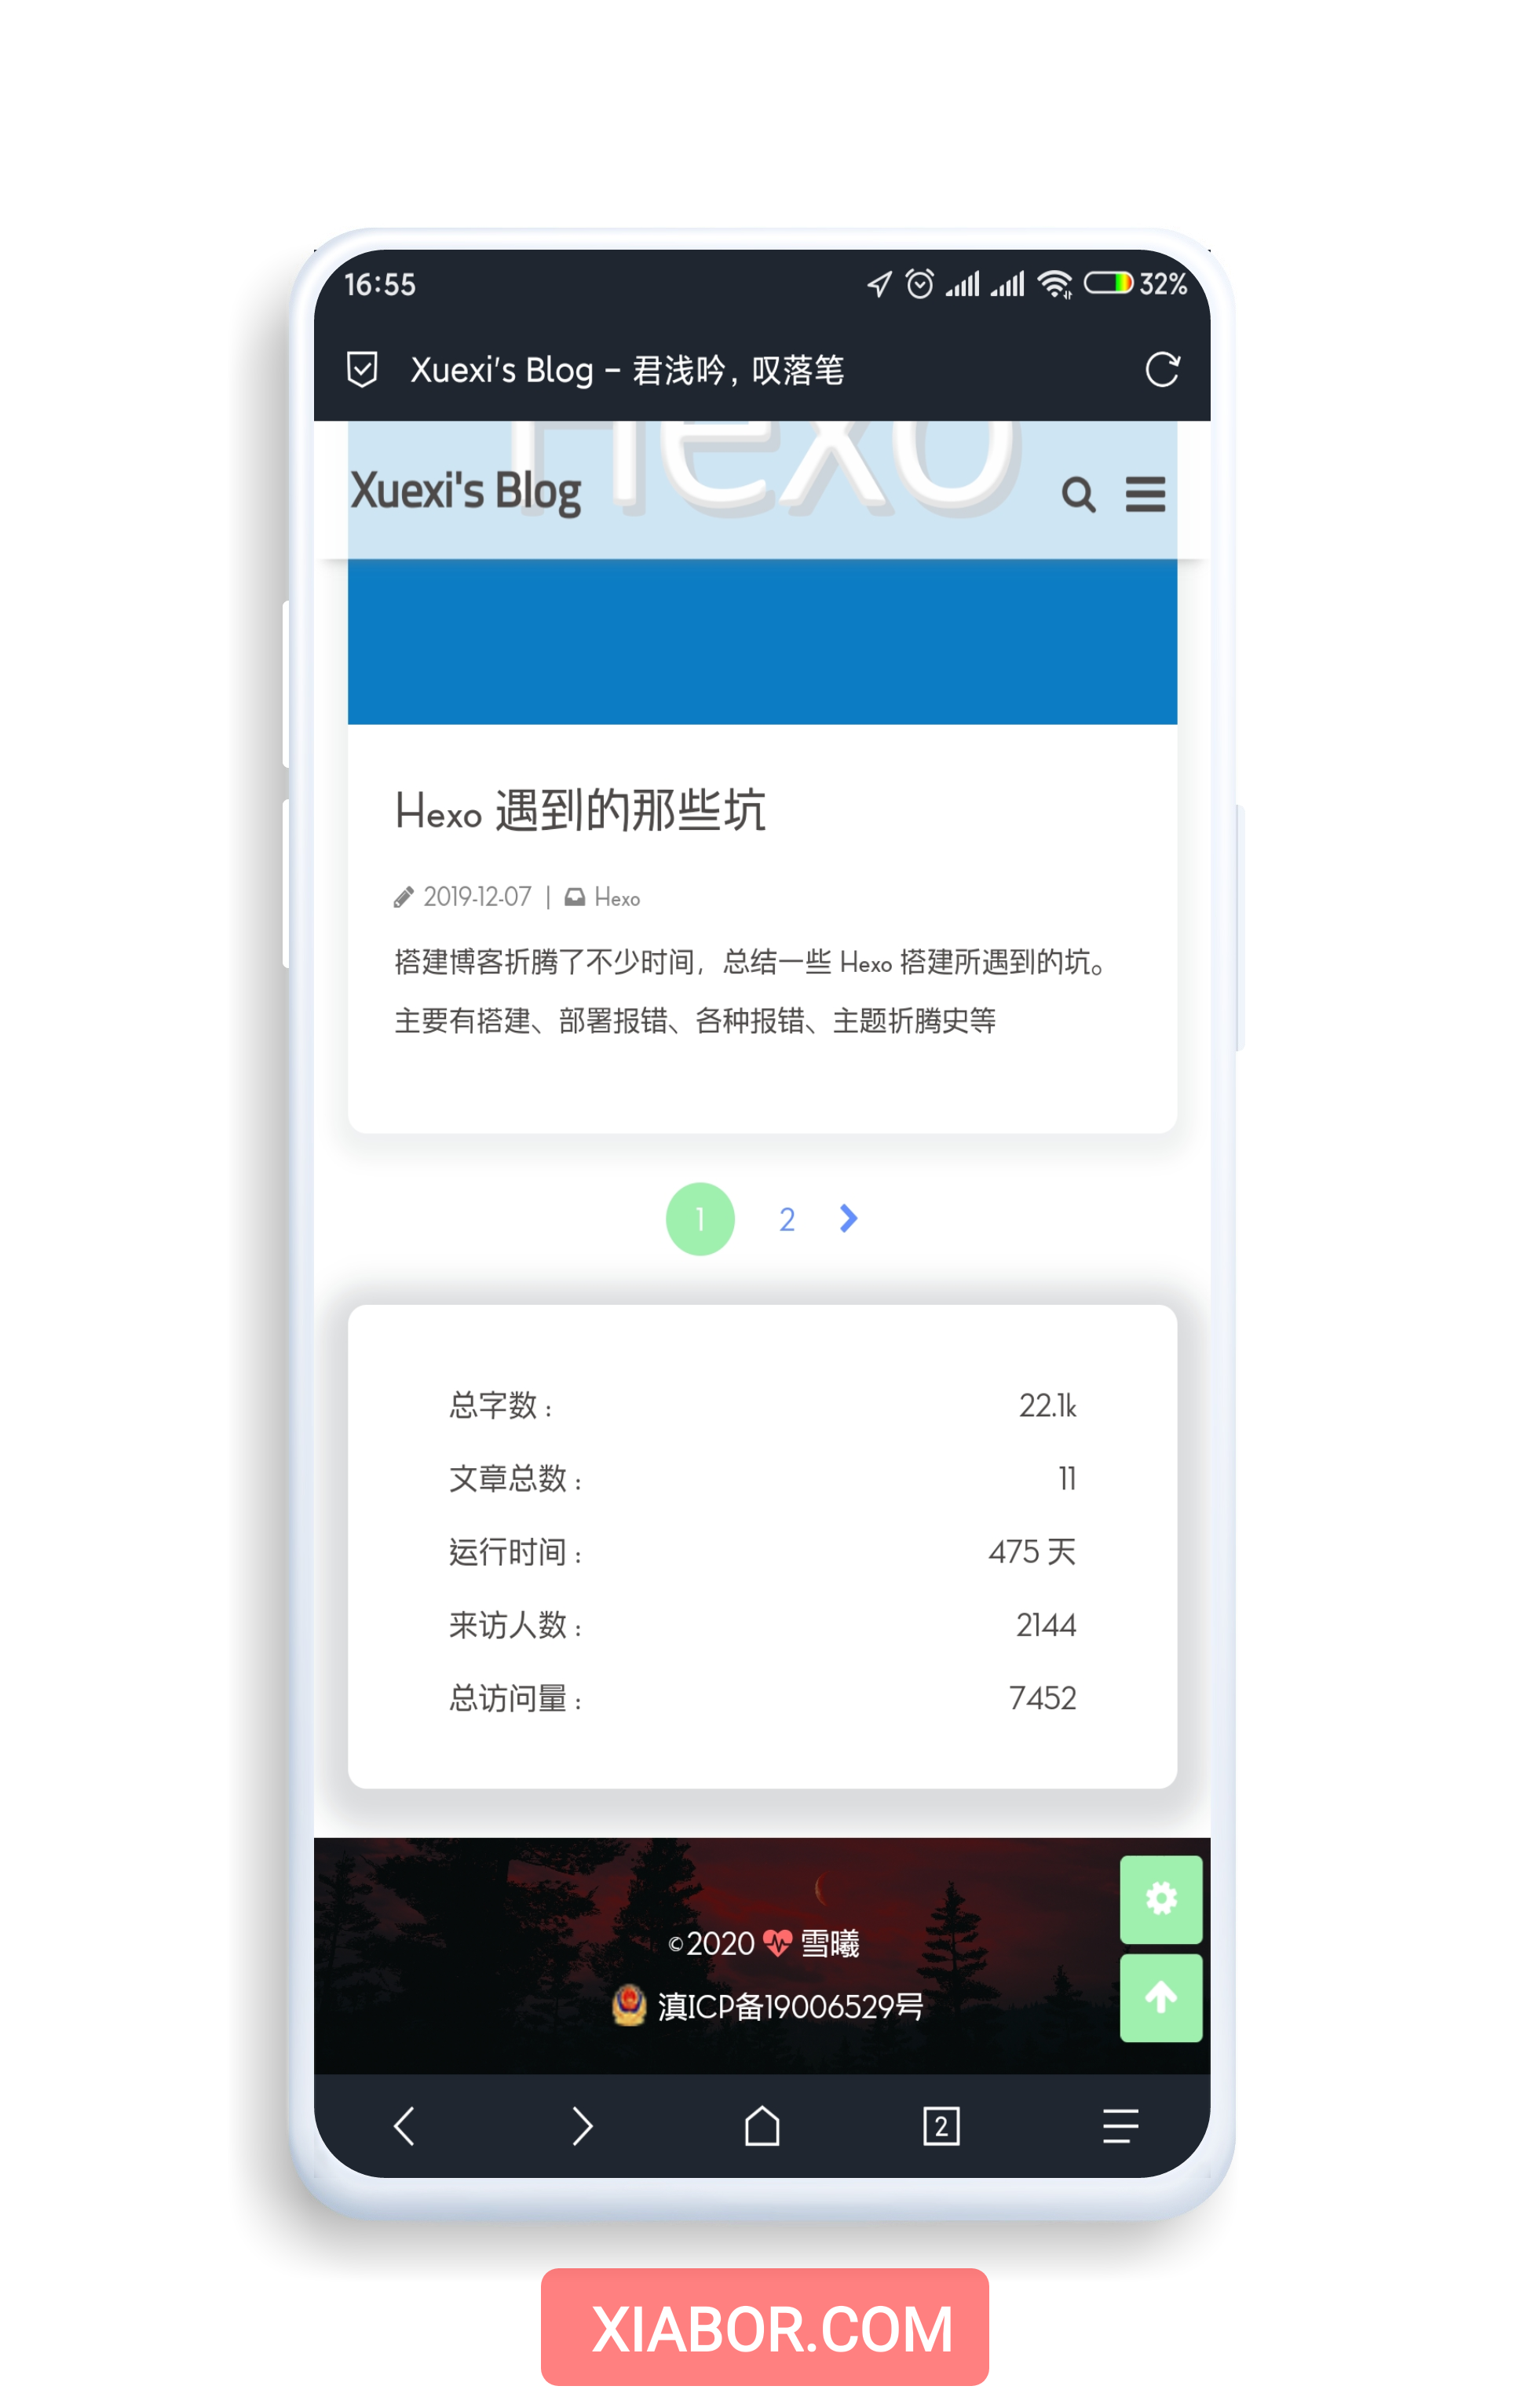 16:55 32%
Xuexi's Blog - 君浅吟, 叹落笔
Hexo
Xuexi's Blog
Hexo 遇到的那些坑
2019-12-07 | Hexo
搭建博客折腾了不少时间，总结一些 Hexo 搭建所遇到的坑。
主要有搭建、部署报错、各种报错、主题折腾史等
1 2
总字数 : 22.1k
文章总数 : 11
运行时间 : 475 天
来访人数 : 2144
总访问量 : 7452
©2020 雪曦
滇ICP备19006529号
2
XIABOR.COM